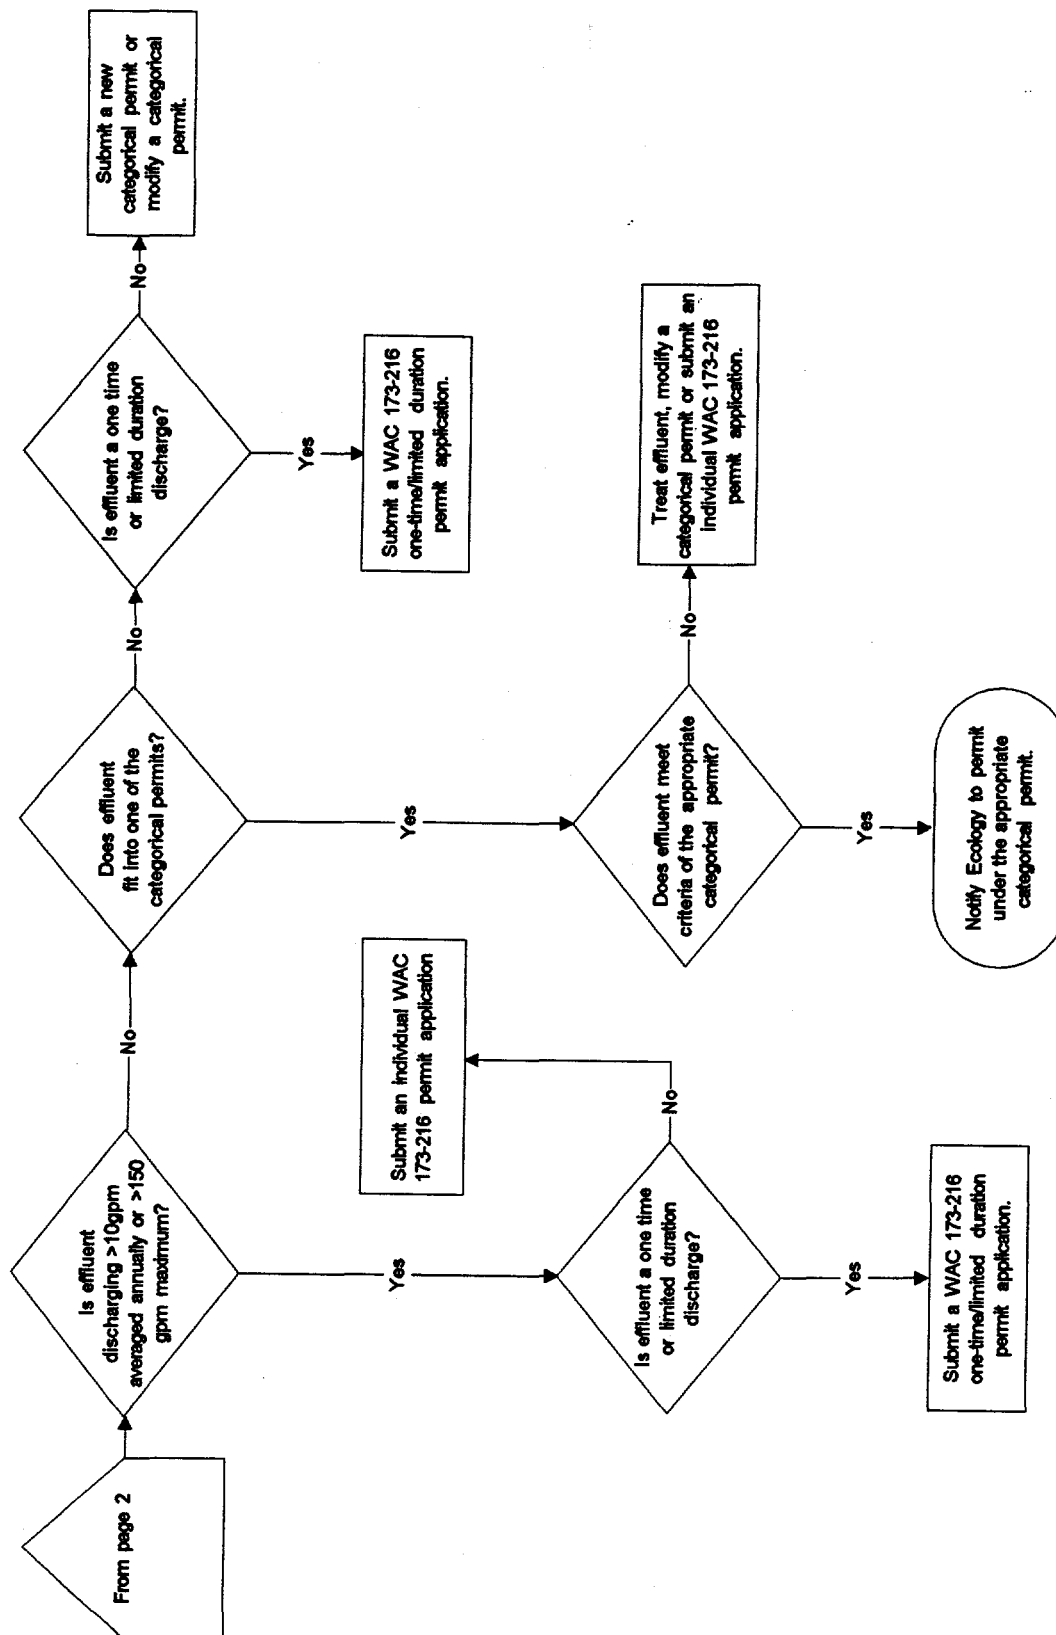 From page 2
Is effluent
discharging >10gpm
averaged annually or >150
gpm maximum?
No
Does effluent
fit into one of the
categorical permits?
No
Is effluent a one time
or limited duration
discharge?
No
Submit a new
categorical permit or
modify a categorical
permit.
Yes
Submit an individual WAC
173-216 permit application
Yes
Yes
Submit a WAC 173-216
one-time/limited duration
permit application.
Is effluent a one time
or limited duration
discharge?
No
Does effluent meet
criteria of the appropriate
categorical permit?
No
Treat effluent, modify a
categorical permit or submit an
individual WAC 173-216
permit application.
Yes
Yes
Submit a WAC 173-216
one-time/limited duration
permit application.
Notify Ecology to permit
under the appropriate
categorical permit.